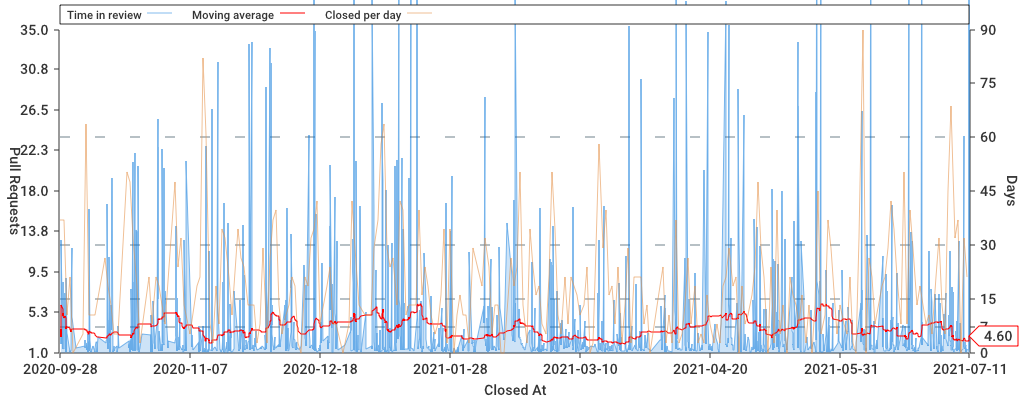 Time in review Moving average Closed per day
35.0 90
30.8 75
26.5
60
22.3
18.0 45
13.8
30
9.5
15
5.3
7
4.60
1.0 0
Pull Requests
Days
2020-09-28 2020-11-07 2020-12-18 2021-01-28 2021-03-10 2021-04-20 2021-05-31 2021-07-11
Closed At